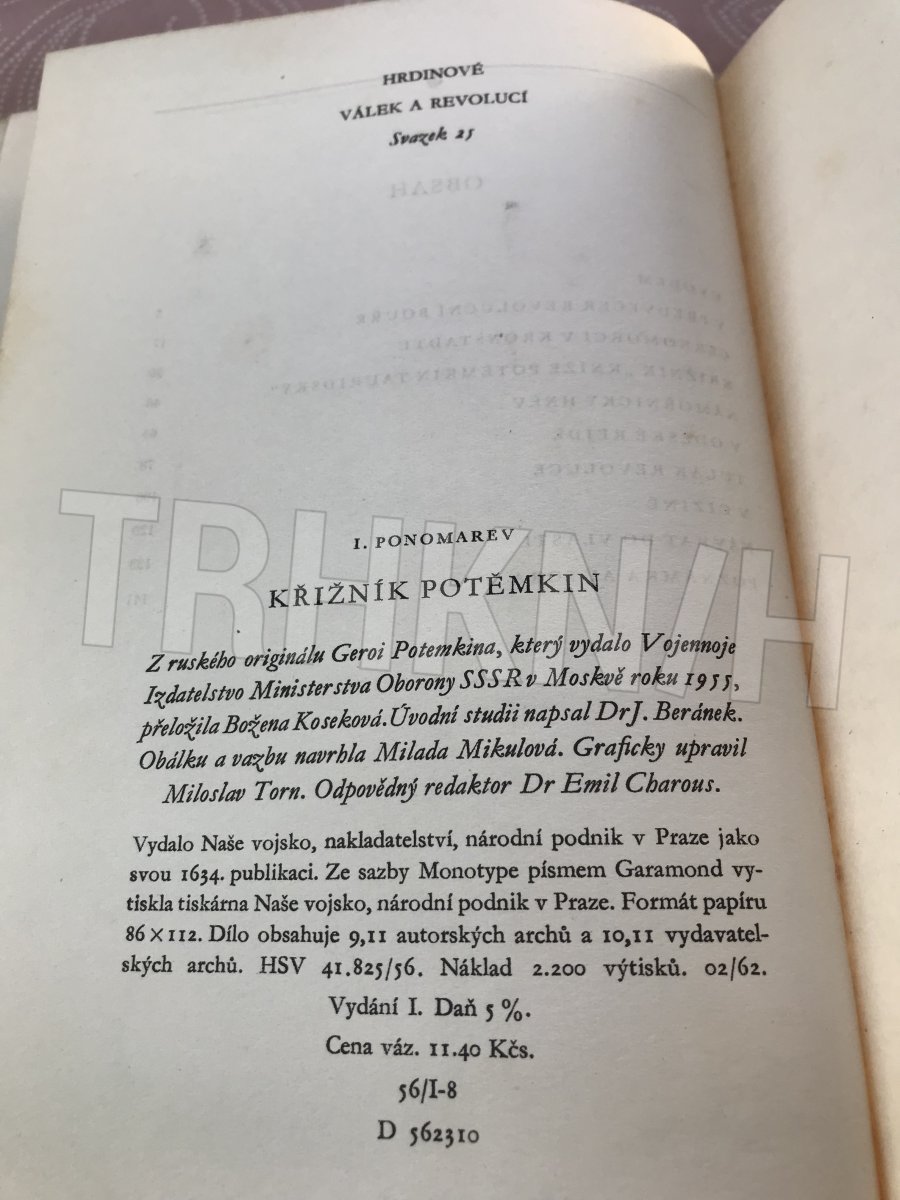 HRDINOVÉ
VÁLEK A REVOLUCÍ
Svazek 25
OBSAH
TRHKNIH
I. PONOMAREV
KŘIŽNÍK POTĚMKIN
Z ruského originálu Geroi Potemkina, který vydalo Vojennoje
Izdatelstvo Ministerstva Oborony SSSR v Moskvě roku 1955,
přeložila Božena Koseková. Úvodní studii napsal Dr J. Beránek.
Obálku a vazbu navrhla Milada Mikulová. Graficky upravil
Miloslav Torn. Odpovědný redaktor Dr Emil Charous.
Vydalo Naše vojsko, nakladatelství, národní podnik v Praze jako
svou 1634. publikaci. Ze sazby Monotype písmem Garamond vy-
tiskla tiskárna Naše vojsko, národní podnik v Praze. Formát papíru
86 × 112. Dílo obsahuje 9,11 autorských archů a 10,11 vydavatel-
ských archů. HSV 41.825/56. Náklad 2.200 výtisků. 02/62.
Vydání I. Daň 5 %.
Cena váz. 11.40 Kčs.
56/I-8
D 562310